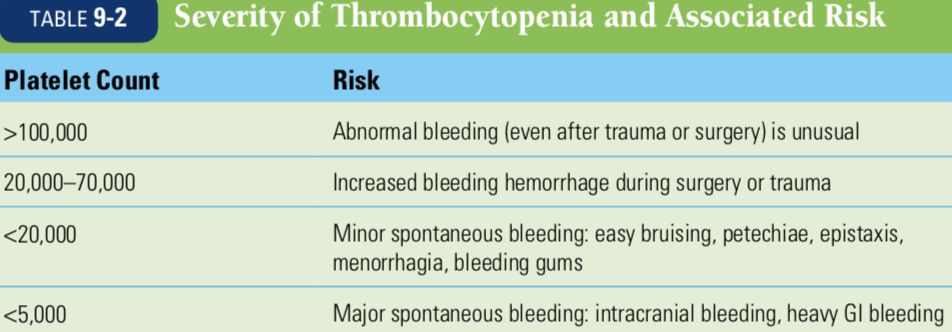 TABLE 9-2 Severity of Thrombocytopenia and Associated Risk
Platelet Count Risk
>100,000 Abnormal bleeding (even after trauma or surgery) is unusual
20,000–70,000 Increased bleeding hemorrhage during surgery or trauma
<20,000 Minor spontaneous bleeding: easy bruising, petechiae, epistaxis,
menorrhagia, bleeding gums
<5,000 Major spontaneous bleeding: intracranial bleeding, heavy GI bleeding